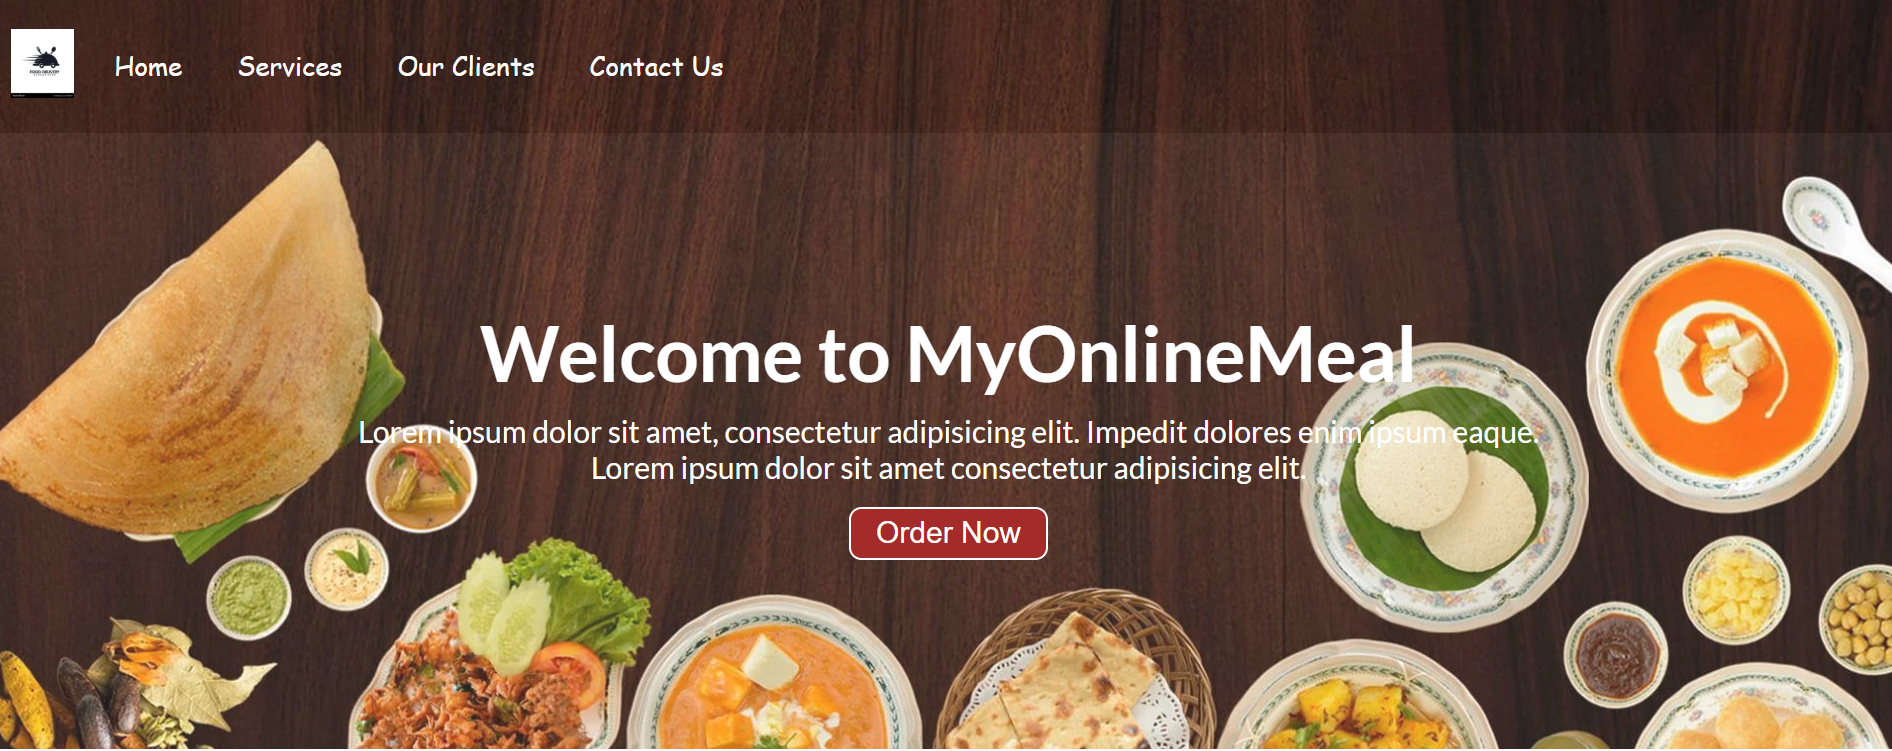 FOOD DELIVERY
Home Services Our Clients Contact Us
Welcome to MyOnlineMeal
Lorem ipsum dolor sit amet, consectetur adipisicing elit. Impedit dolores enim ipsum eaque.
Lorem ipsum dolor sit amet consectetur adipisicing elit.
Order Now